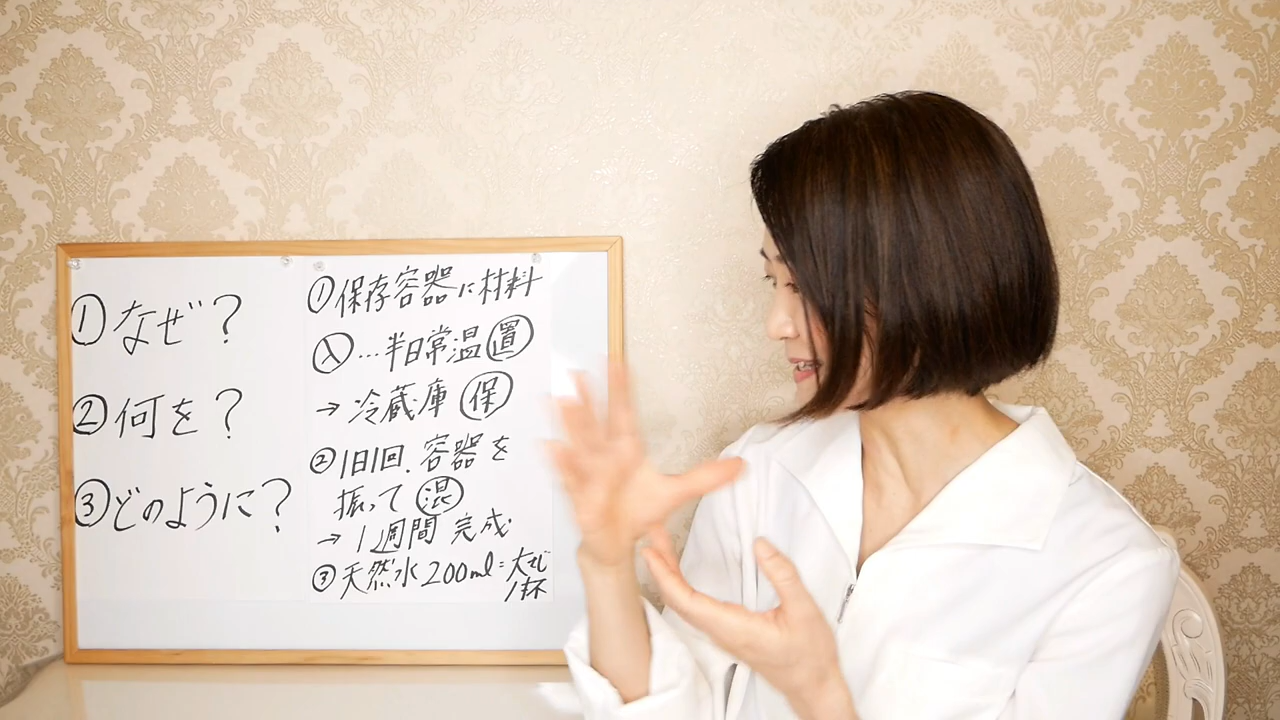 ①なぜ?
②何を?
③どのように?
①保存容器に材料
入…半日常温置
→冷蔵庫保
②1日1回.容器を
振って混
→1週間完成
③天然水200ml:大さじ
1杯